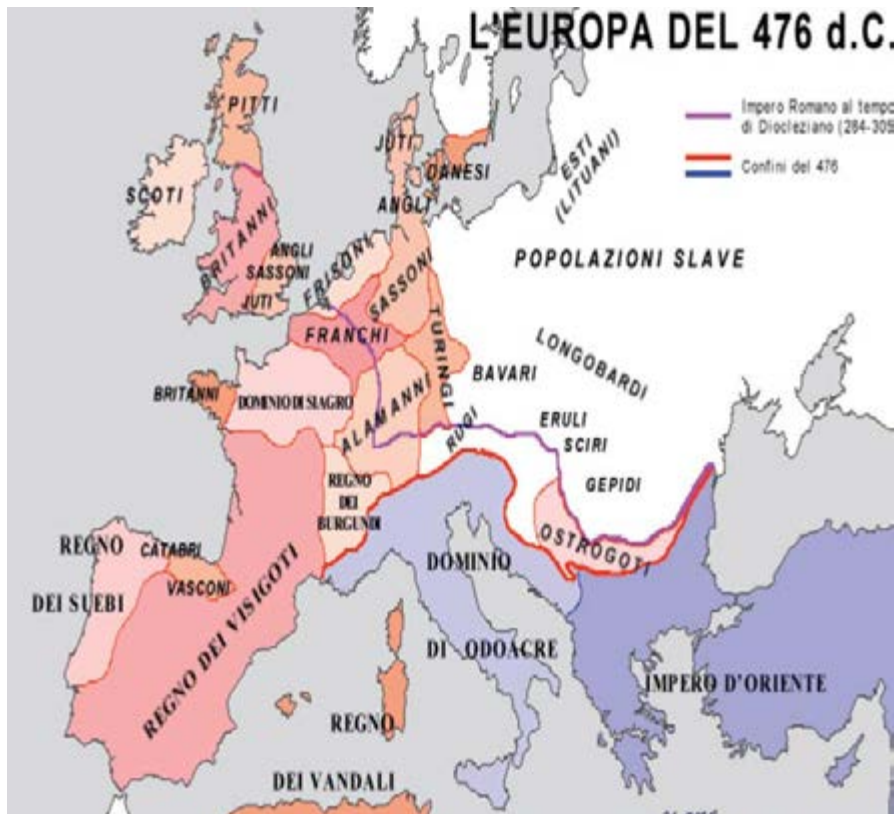 L'EUROPA DEL 476 d.C.
Impero Romano al tempo
di Diocleziano (284-305
Confini del 476
PITTI
SCOTI
BRITANNI
ANGLI
SASSONI
JUTI
JUTI
DANESI
ANGLI
ESTI
(LITUANI)
FRISONI
SASSONI
POPOLAZIONI SLAVE
FRANCHI
TURINGI
LONGOBARDI
BRITANNI
DOMINIO DI SIAGRO
ALAMANNI
BAVARI
RUGI
ERULI
SCIRI
GEPIDI
REGNO
DEI
BURGUNDI
OSTROGOTI
REGNO
DEI SUEBI
CATABRI
VASCONI
DOMINIO
DI ODOACRE
REGNO DEI VISIGOTI
IMPERO D'ORIENTE
REGNO
DEI VANDALI